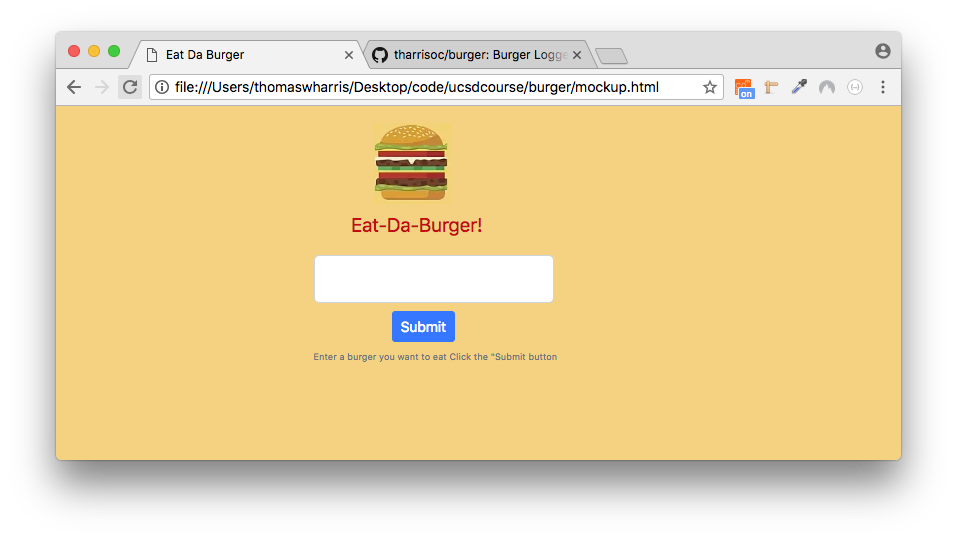 Eat Da Burger
tharrisoc/burger: Burger Logge
file:///Users/thomaswharris/Desktop/code/ucsdcourse/burger/mockup.html
on
Eat-Da-Burger!
Submit
Enter a burger you want to eat Click the "Submit button